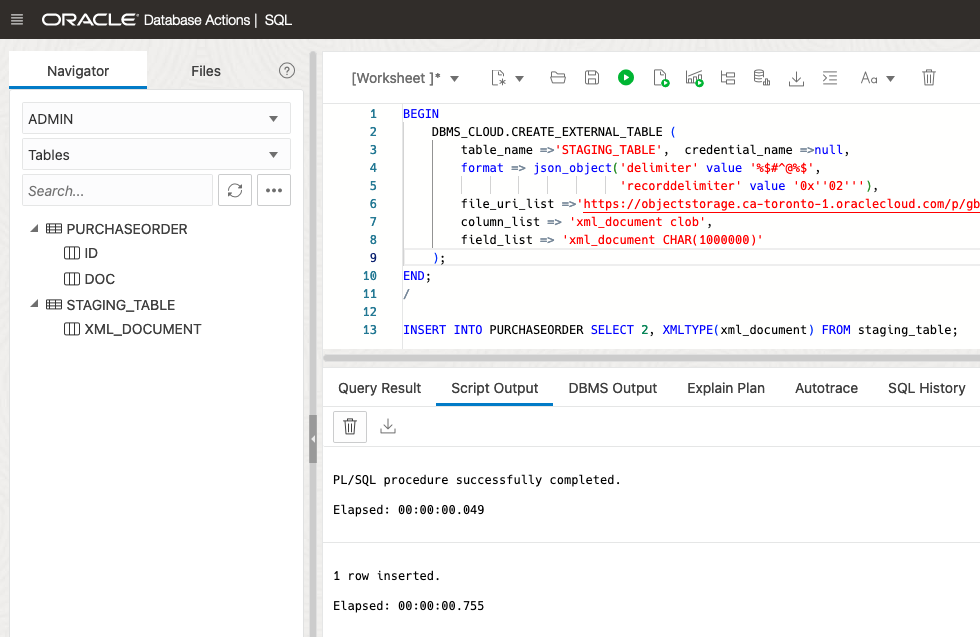 ORACLE Database Actions | SQL
Navigator
Files
ADMIN
Tables
Search...
PURCHASEORDER
ID
DOC
STAGING_TABLE
XML_DOCUMENT
[Worksheet ]*
Aa
1 BEGIN
2 DBMS_CLOUD.CREATE_EXTERNAL_TABLE (
3 table_name =>'STAGING_TABLE', credential_name =>null,
4 format => json_object('delimiter' value '%$#^@%$',
5 'recorddelimiter' value '0x''02'''),
6 file_uri_list =>'https://objectstorage.ca-toronto-1.oraclecloud.com/p/gb
7 column_list => 'xml_document clob',
8 field_list => 'xml_document CHAR(1000000)'
9 );
10 END;
11 /
12
13 INSERT INTO PURCHASEORDER SELECT 2, XMLTYPE(xml_document) FROM staging_table;
Query Result
Script Output
DBMS Output
Explain Plan
Autotrace
SQL History
PL/SQL procedure successfully completed.
Elapsed: 00:00:00.049
1 row inserted.
Elapsed: 00:00:00.755